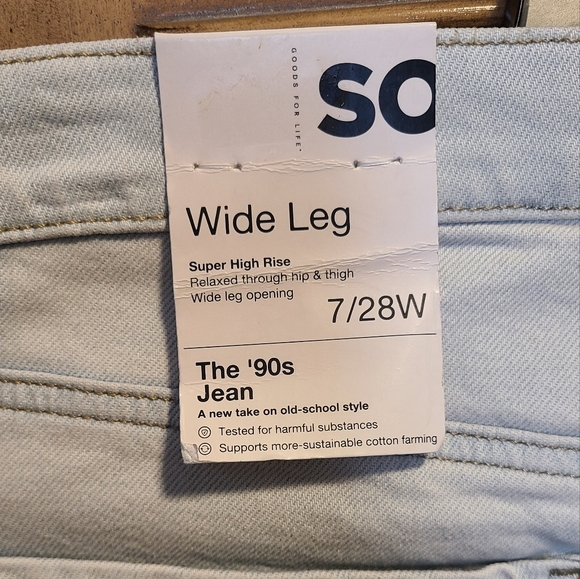 GOODS FOR LIFE
SO
Wide Leg
Super High Rise
Relaxed through hip & thigh
Wide leg opening
7/28W
The '90s
Jean
A new take on old-school style
Tested for harmful substances
Supports more-sustainable cotton farming